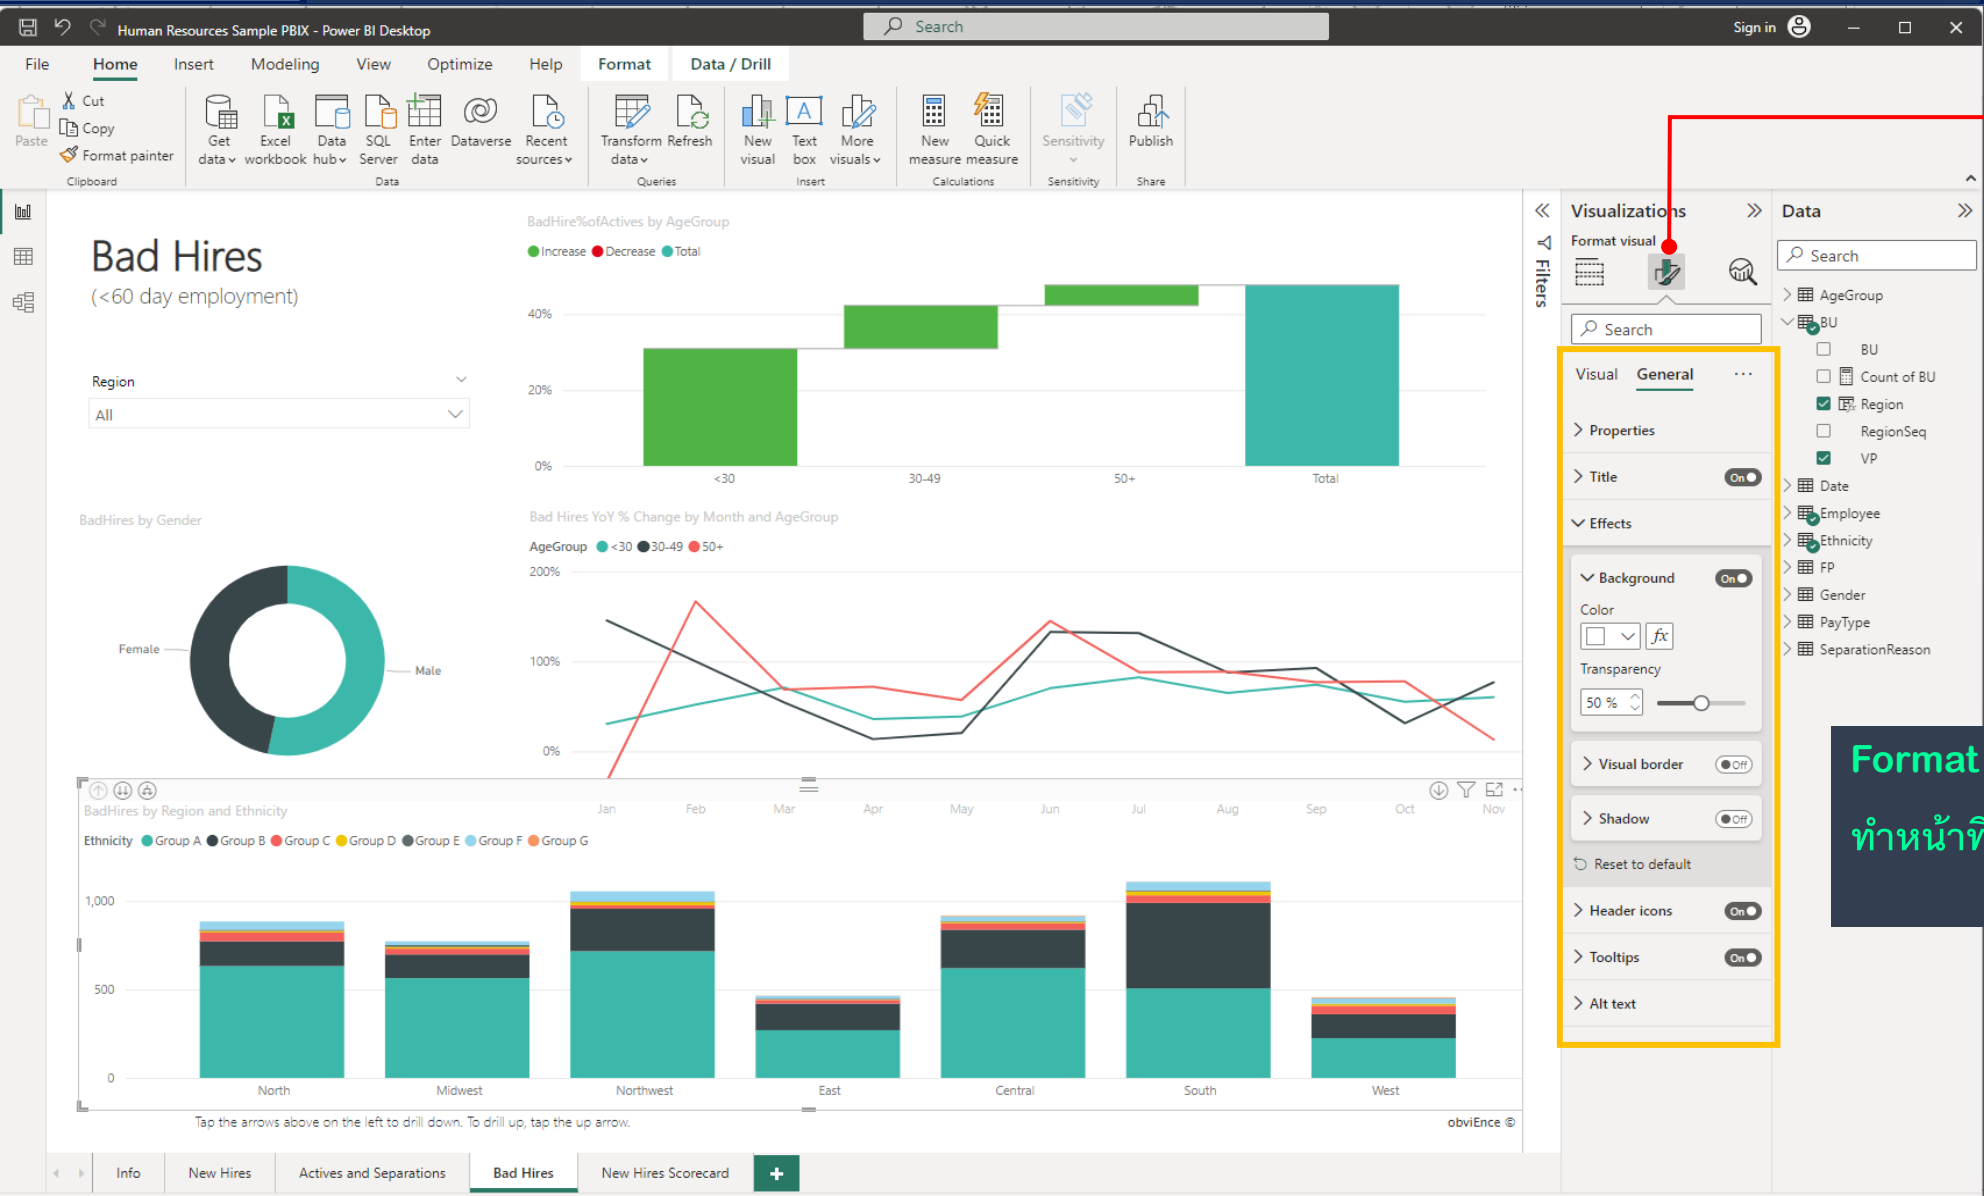 Human Resources Sample PBIX - Power BI Desktop
Search
Sign in
File
Home
Insert
Modeling
View
Optimize
Help
Format
Data / Drill
Paste
Cut
Copy
Format painter
Clipboard
Get data
Excel workbook
Data hub
SQL Server
Enter data
Dataverse
Recent sources
Data
Transform data
Refresh
Queries
New visual
Text box
More visuals
Insert
New measure
Quick measure
Calculations
Sensitivity
Sensitivity
Publish
Share
Bad Hires
(<60 day employment)
Region
All
BadHire%ofActives by AgeGroup
Increase
Decrease
Total
40%
20%
0%
<30
30-49
50+
Total
BadHires by Gender
Female
Male
Bad Hires YoY % Change by Month and AgeGroup
AgeGroup
<30
30-49
50+
200%
100%
0%
Jan
Feb
Mar
Apr
May
Jun
Jul
Aug
Sep
Oct
Nov
BadHires by Region and Ethnicity
Ethnicity
Group A
Group B
Group C
Group D
Group E
Group F
Group G
1,000
500
0
North
Midwest
Northwest
East
Central
South
West
Tap the arrows above on the left to drill down. To drill up, tap the up arrow.
obviEnce ©
Info
New Hires
Actives and Separations
Bad Hires
New Hires Scorecard
Filters
Visualizations
Format visual
Search
Visual
General
Properties
Title
On
Effects
Background
On
Color
fx
Transparency
50 %
Visual border
Off
Shadow
Off
Reset to default
Header icons
On
Tooltips
On
Alt text
Data
Search
AgeGroup
BU
BU
Count of BU
Region
RegionSeq
VP
Date
Employee
Ethnicity
FP
Gender
PayType
SeparationReason
Format